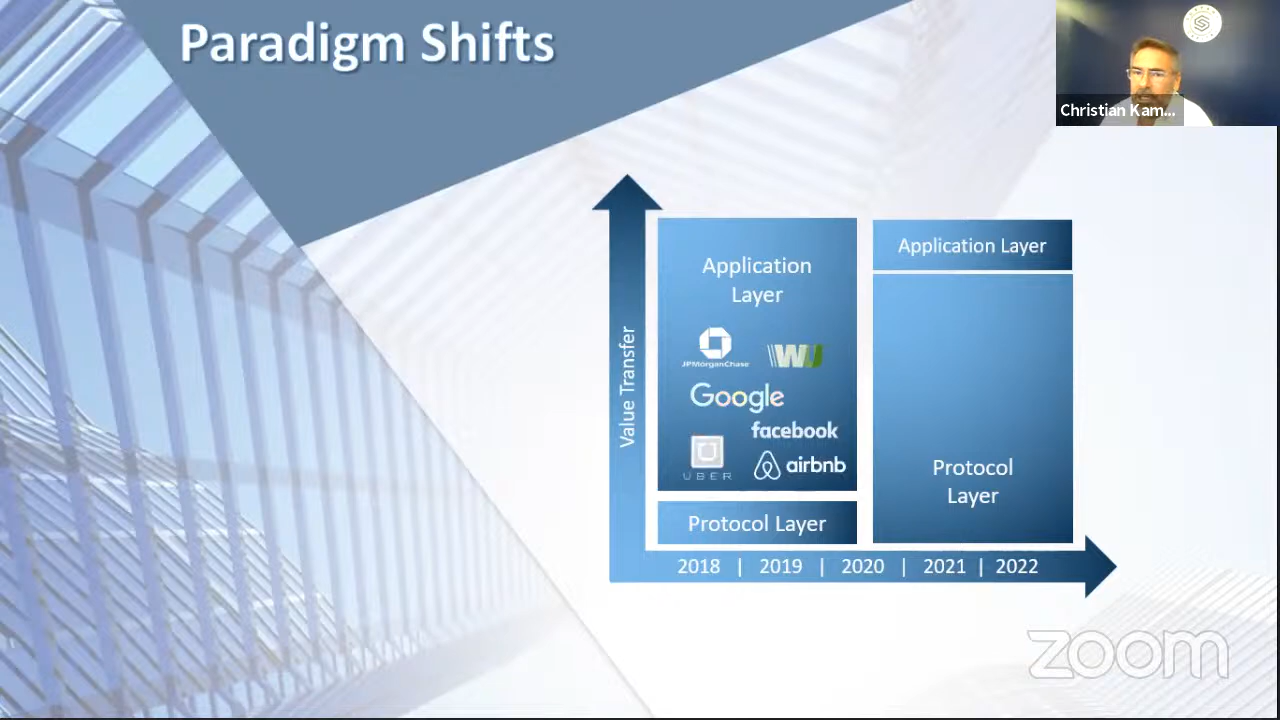 Paradigm Shifts
Christian Kam...
Value Transfer
Application
Layer
JPMorganChase
WU
Google
facebook
UBER
airbnb
Protocol Layer
Application Layer
Protocol
Layer
2018 | 2019 | 2020 | 2021 | 2022
zoom